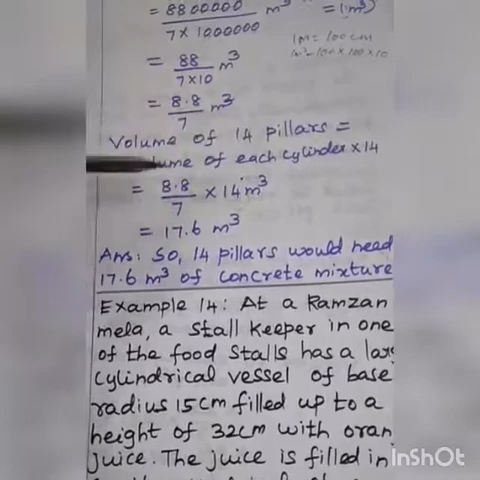 = 8800000 / 7 × 1000000 m³ = (m³)
1m = 100cm
= 88 / 7×10 m³
= 8.8 / 7 m³
Volume of 14 pillars =
of each cylinder × 14
= 8.8 / 7 × 14 m³
= 17.6 m³
Ans: So, 14 pillars would need
17.6 m³ of concrete mixture
Example 14: At a Ramzan
mela, a stall keeper in one
of the food stalls has a
cylindrical vessel of base
radius 15cm filled up to a
height of 32cm with
juice. The juice is filled in
InShOt